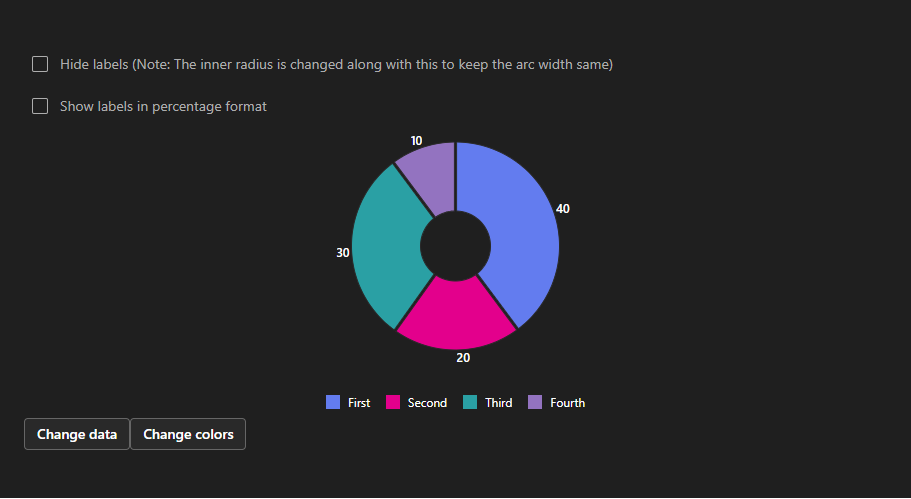 Hide labels (Note: The inner radius is changed along with this to keep the arc width same)
Show labels in percentage format
10
40
30
20
First Second Third Fourth
Change data Change colors